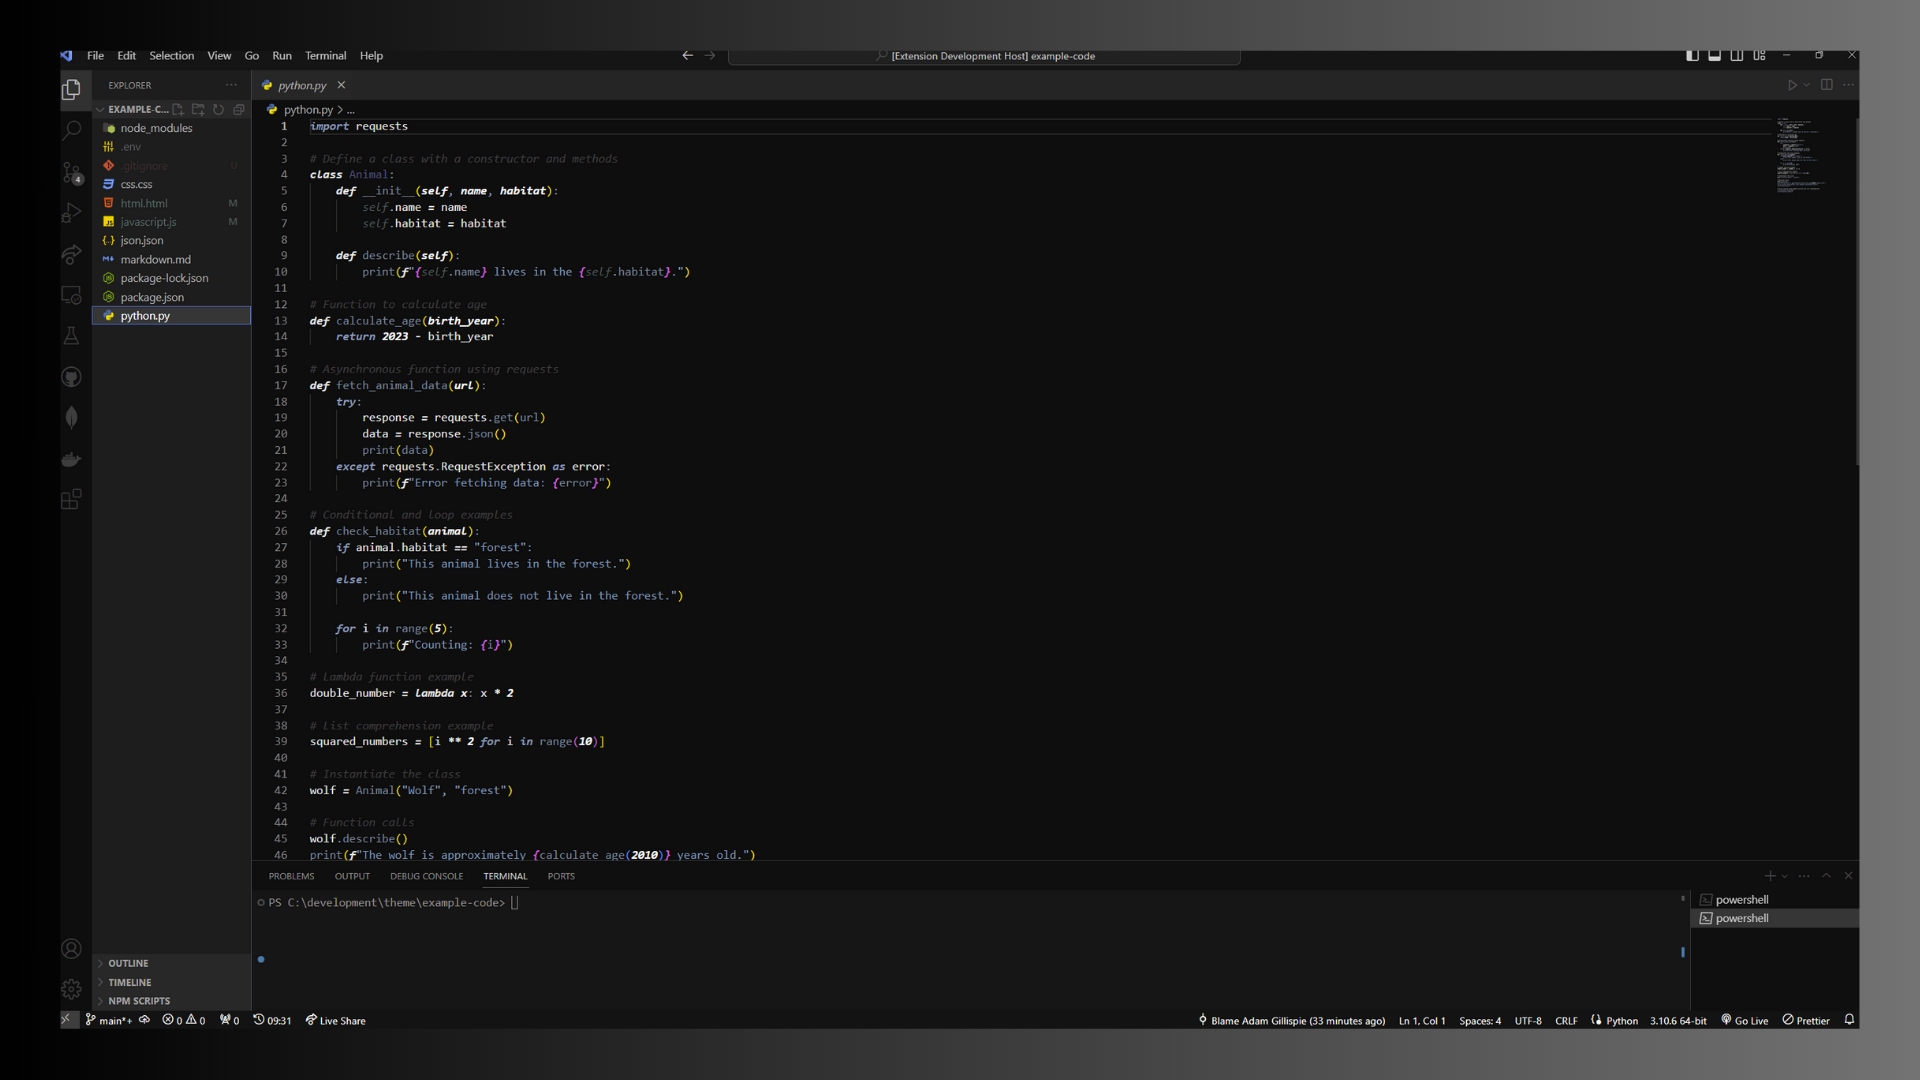 File Edit Selection View Go Run Terminal Help
[Extension Development Host] example-code
EXPLORER
EXAMPLE-C...
node_modules
.env
.gitignore U
css.css
html.html M
javascript.js M
json.json
markdown.md
package-lock.json
package.json
python.py
OUTLINE
TIMELINE
NPM SCRIPTS
python.py
python.py > ...
1 import requests
2
3 # Define a class with a constructor and methods
4 class Animal:
5 def __init__(self, name, habitat):
6 self.name = name
7 self.habitat = habitat
8
9 def describe(self):
10 print(f"{self.name} lives in the {self.habitat}.")
11
12 # Function to calculate age
13 def calculate_age(birth_year):
14 return 2023 - birth_year
15
16 # Asynchronous function using requests
17 def fetch_animal_data(url):
18 try:
19 response = requests.get(url)
20 data = response.json()
21 print(data)
22 except requests.RequestException as error:
23 print(f"Error fetching data: {error}")
24
25 # Conditional and loop examples
26 def check_habitat(animal):
27 if animal.habitat == "forest":
28 print("This animal lives in the forest.")
29 else:
30 print("This animal does not live in the forest.")
31
32 for i in range(5):
33 print(f"Counting: {i}")
34
35 # Lambda function example
36 double_number = lambda x: x * 2
37
38 # List comprehension example
39 squared_numbers = [i ** 2 for i in range(10)]
40
41 # Instantiate the class
42 wolf = Animal("Wolf", "forest")
43
44 # Function calls
45 wolf.describe()
46 print(f"The wolf is approximately {calculate_age(2010)} years old.")
PROBLEMS OUTPUT DEBUG CONSOLE TERMINAL PORTS
PS C:\development\theme\example-code>
powershell
powershell
4
main*+ 0 0 0 09:31 Live Share
Blame Adam Gillispie (33 minutes ago) Ln 1, Col 1 Spaces: 4 UTF-8 CRLF Python 3.10.6 64-bit Go Live Prettier